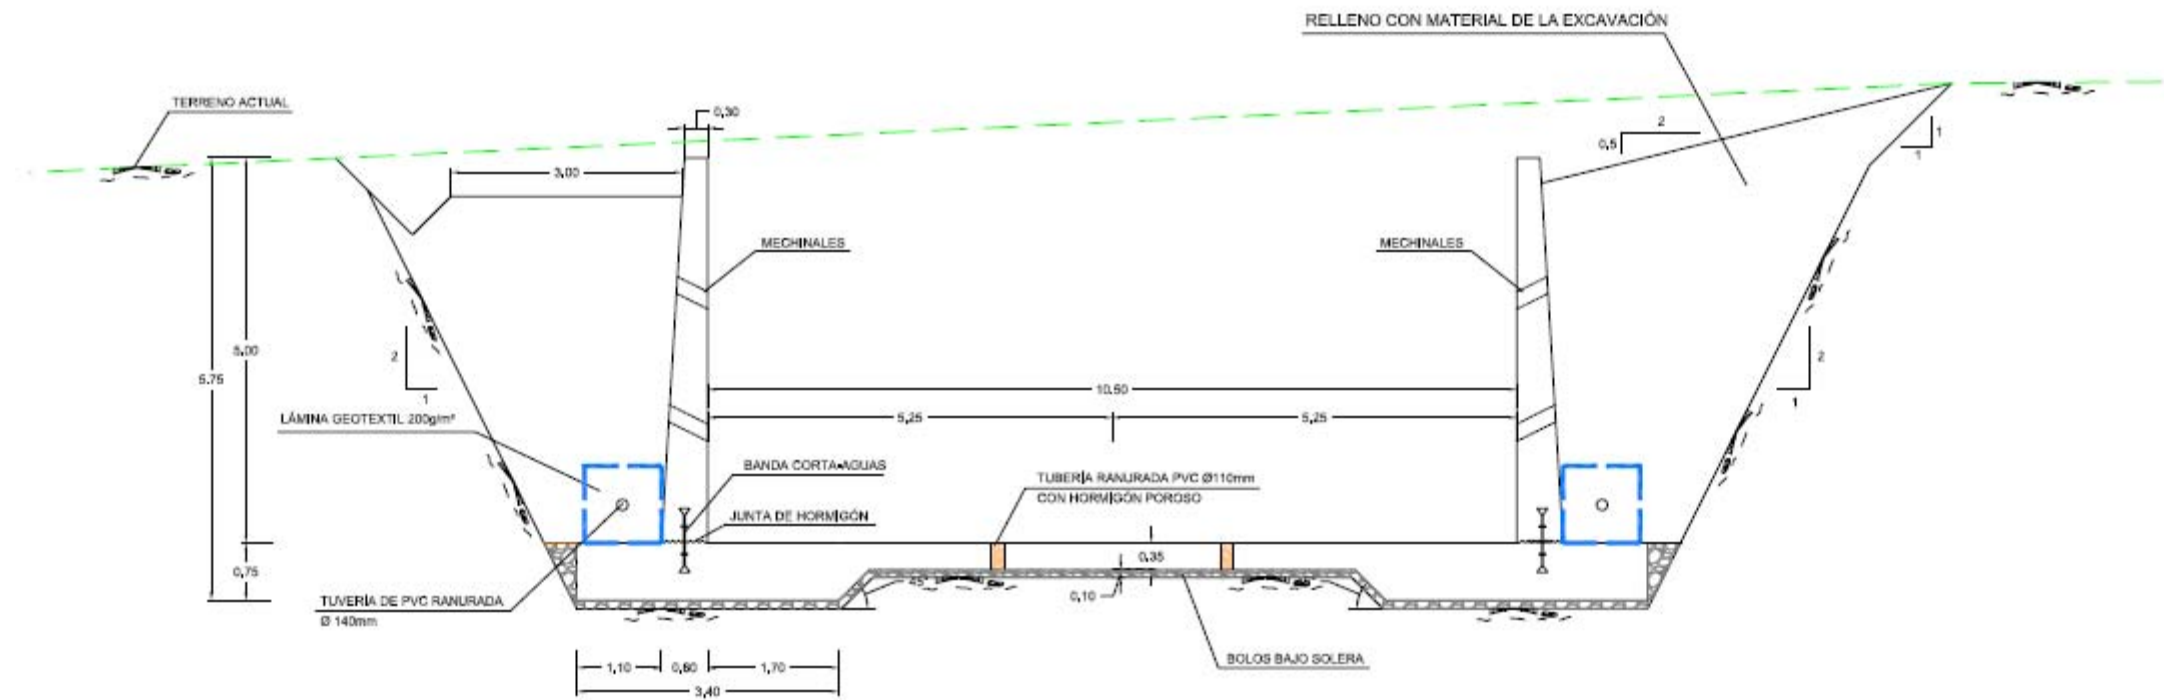 RELLENO CON MATERIAL DE LA EXCAVACIÓN
TERRENO ACTUAL
0,30
2
0,5
1
1
3,00
MECHINALES
MECHINALES
5,00
5,75
2
1
2
1
10,50
5,25
5,25
LÁMINA GEOTEXTIL 200g/m²
BANDA CORTA-AGUAS
TUBERÍA RANURADA PVC Ø110mm
CON HORMIGÓN POROSO
JUNTA DE HORMIGÓN
0,35
0,75
45°
0,10
TUVERÍA DE PVC RANURADA
Ø 140mm
BOLOS BAJO SOLERA
1,10
0,60
1,70
3,40